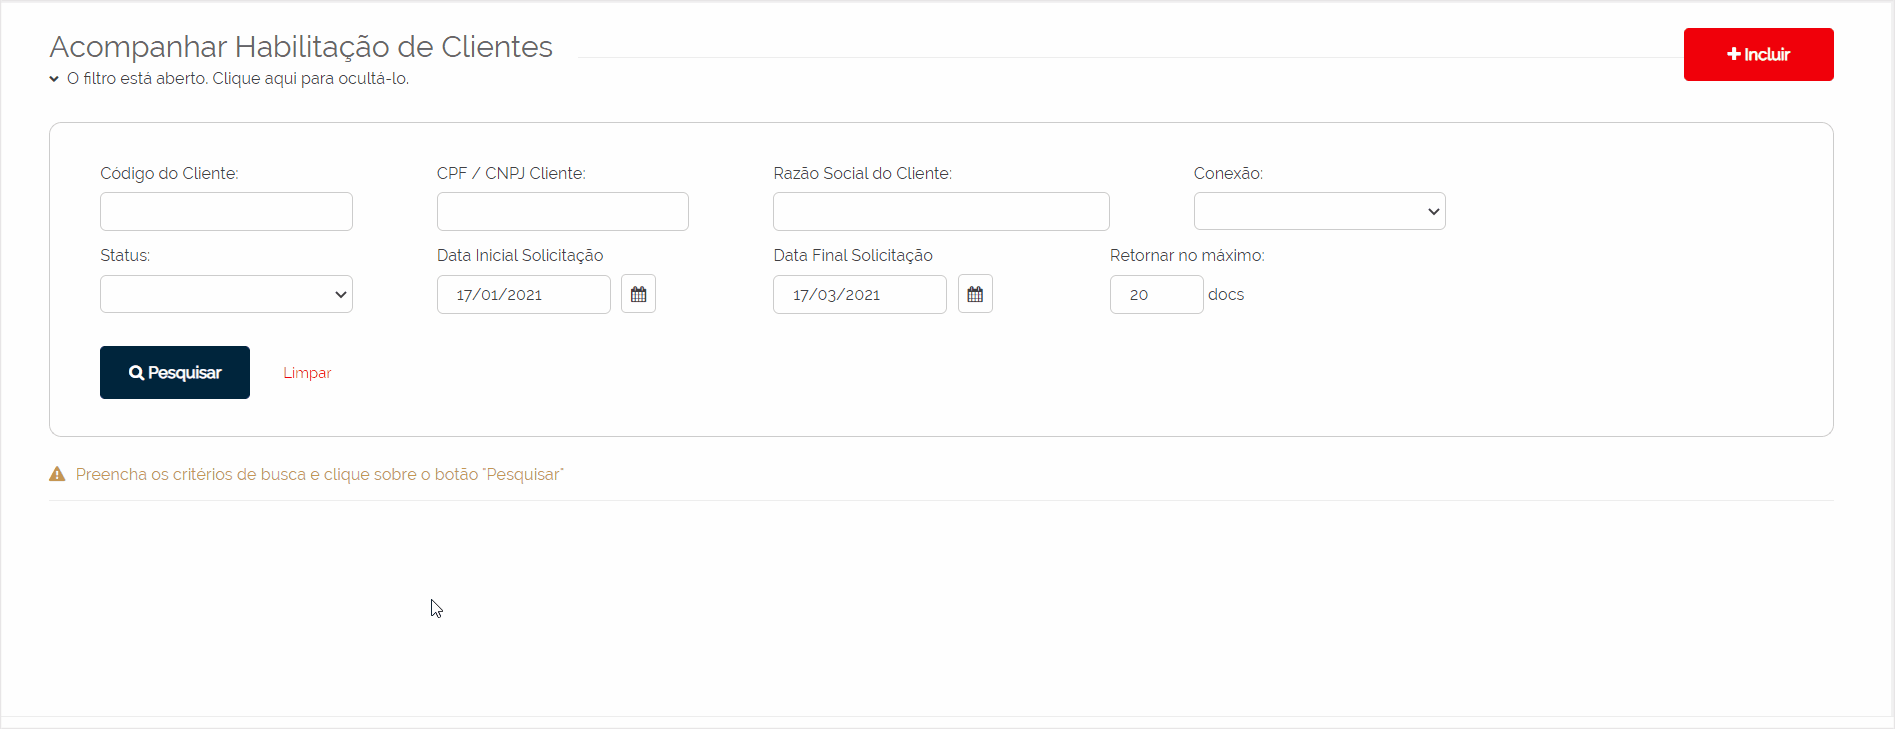 Acompanhar Habilitação de Clientes
Incluir
O filtro está aberto. Clique aqui para ocultá-lo.
Código do Cliente: CPF / CNPJ Cliente: Razão Social do Cliente: Conexão:
Status: Data Inicial Solicitação Data Final Solicitação Retornar no máximo:
17/01/2021 17/03/2021 20 docs
Pesquisar Limpar
Preencha os critérios de busca e clique sobre o botão "Pesquisar"